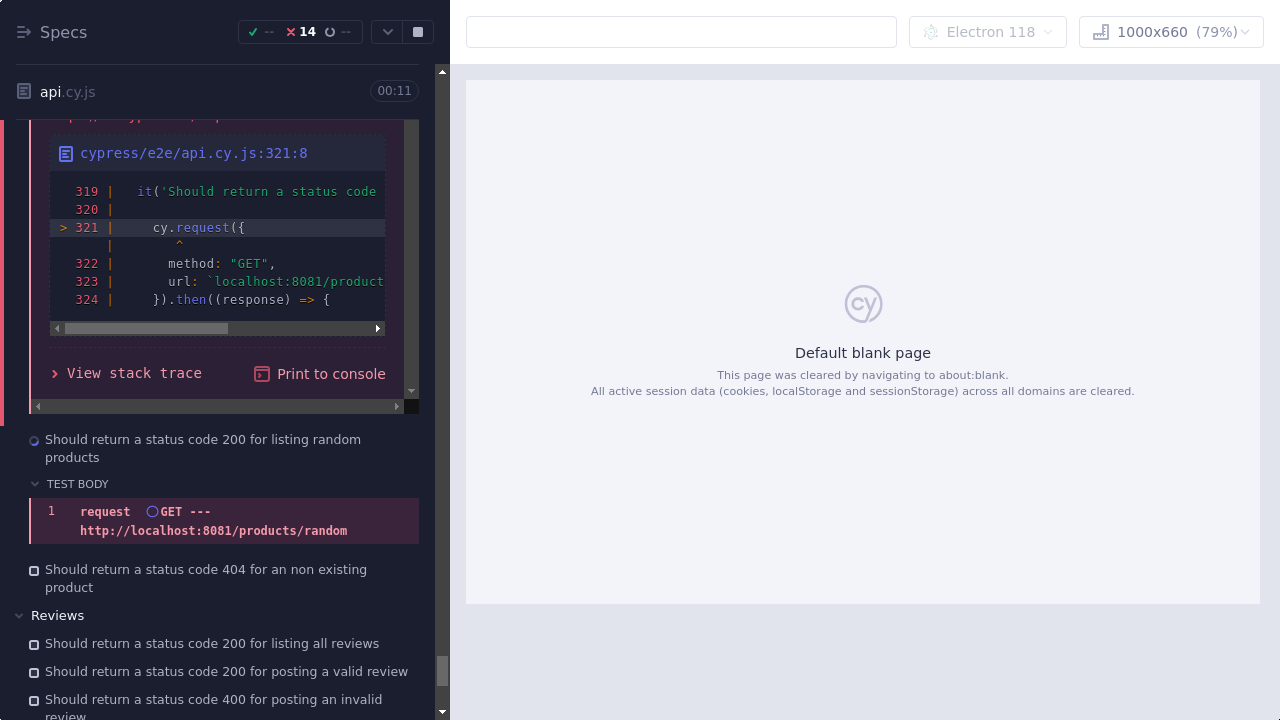 Specs
--
14
--
Electron 118
1000x660 (79%)
api.cy.js
00:11
cypress/e2e/api.cy.js:321:8
319 | it('Should return a status code
320 |
> 321 | cy.request({
| ^
322 | method: "GET",
323 | url: `localhost:8081/product
324 | }).then((response) => {
View stack trace
Print to console
Should return a status code 200 for listing random
products
TEST BODY
1 request GET ---
http://localhost:8081/products/random
Should return a status code 404 for an non existing
product
Reviews
Should return a status code 200 for listing all reviews
Should return a status code 200 for posting a valid review
Should return a status code 400 for posting an invalid
review
cy
Default blank page
This page was cleared by navigating to about:blank.
All active session data (cookies, localStorage and sessionStorage) across all domains are cleared.